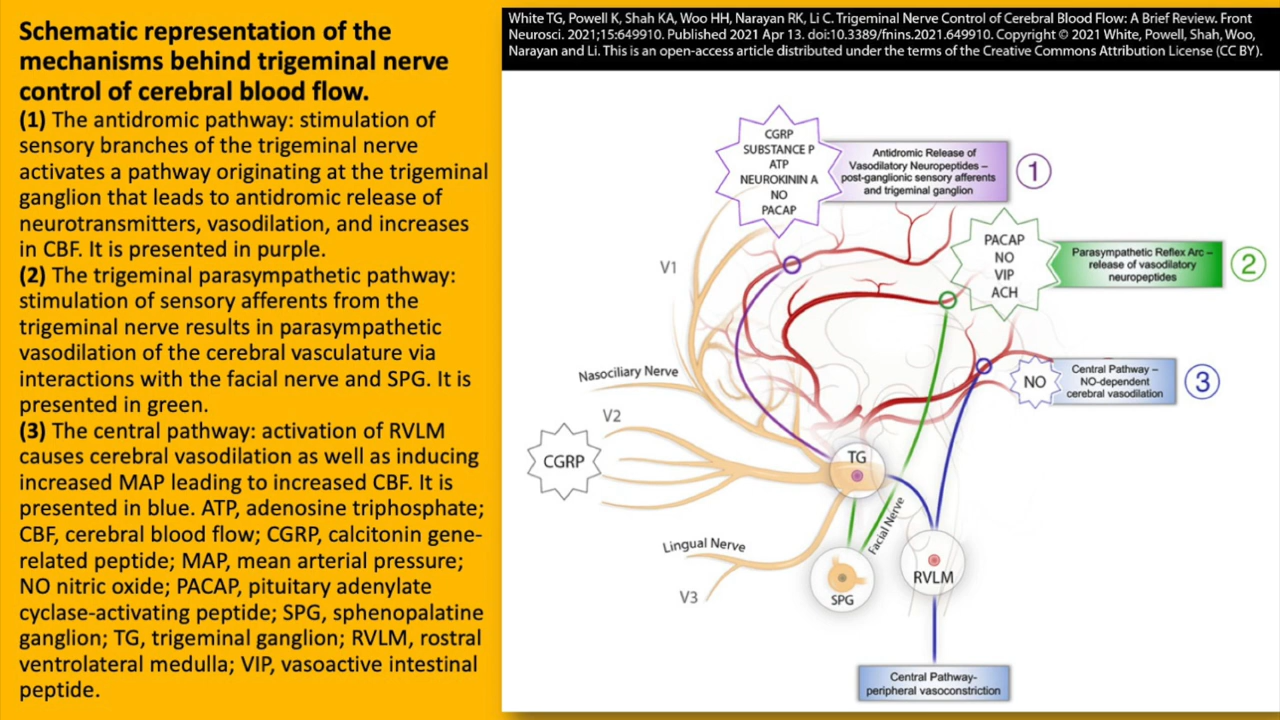 Schematic representation of the
mechanisms behind trigeminal nerve
control of cerebral blood flow.
(1) The antidromic pathway: stimulation of
sensory branches of the trigeminal nerve
activates a pathway originating at the trigeminal
ganglion that leads to antidromic release of
neurotransmitters, vasodilation, and increases
in CBF. It is presented in purple.
(2) The trigeminal parasympathetic pathway:
stimulation of sensory afferents from the
trigeminal nerve results in parasympathetic
vasodilation of the cerebral vasculature via
interactions with the facial nerve and SPG. It is
presented in green.
(3) The central pathway: activation of RVLM
causes cerebral vasodilation as well as inducing
increased MAP leading to increased CBF. It is
presented in blue. ATP, adenosine triphosphate;
CBF, cerebral blood flow; CGRP, calcitonin gene-
related peptide; MAP, mean arterial pressure;
NO nitric oxide; PACAP, pituitary adenylate
cyclase-activating peptide; SPG, sphenopalatine
ganglion; TG, trigeminal ganglion; RVLM, rostral
ventrolateral medulla; VIP, vasoactive intestinal
peptide.
White TG, Powell K, Shah KA, Woo HH, Narayan RK, Li C. Trigeminal Nerve Control of Cerebral Blood Flow: A Brief Review. Front
Neurosci. 2021;15:649910. Published 2021 Apr 13. doi:10.3389/fnins.2021.649910. Copyright © 2021 White, Powell, Shah, Woo,
Narayan and Li. This is an open-access article distributed under the terms of the Creative Commons Attribution License (CC BY).
CGRP
SUBSTANCE P
ATP
NEUROKININ A
NO
PACAP
Antidromic Release of
Vasodilatory Neuropeptides –
post-ganglionic sensory afferents
and trigeminal ganglion
1
PACAP
NO
VIP
ACH
Parasympathetic Reflex Arc –
release of vasodilatory
neuropeptides
2
V1
NO
Central Pathway –
NO-dependent
cerebral vasodilation
3
Nasociliary Nerve
V2
CGRP
TG
Facial Nerve
Lingual Nerve
V3
SPG
RVLM
Central Pathway-
peripheral vasoconstriction